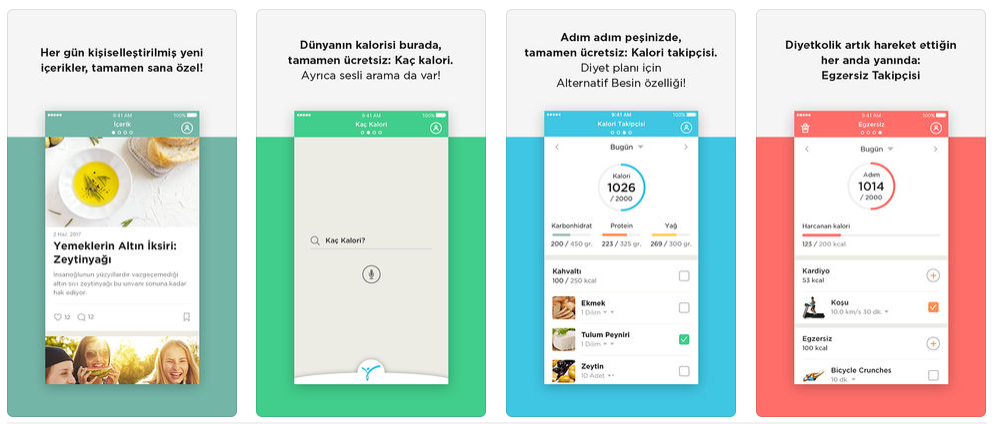 Her gün kişiselleştirilmiş yeni
içerikler, tamamen sana özel!
9:41 AM
100%
İçerik
2 Haz 2017
Yemeklerin Altın İksiri:
Zeytinyağı
İnsanoğlunun yüzyıllardır vazgeçemediği
altın sıvı zeytinyağı bu unvanı sonuna kadar
hak ediyor.
12 12
Dünyanın kalorisi burada,
tamamen ücretsiz: Kaç kalori.
Ayrıca sesli arama da var!
9:41 AM
100%
Kaç Kalori
Kaç Kalori?
Adım adım peşinizde,
tamamen ücretsiz: Kalori takipçisi.
Diyet planı için
Alternatif Besin özelliği!
9:41 AM
100%
Kalori Takipçisi
Bugün
Kalori
1026
/ 2000
Karbonhidrat Protein Yağ
200 / 450 gr. 223 / 325 gr. 269 / 300 gr.
Kahvaltı
100 / 250 kcal
Ekmek
1 Dilim
Tulum Peyniri
1 Dilim
Zeytin
10 Adet
Diyetkolik artık hareket ettiğin
her anda yanında:
Egzersiz Takipçisi
9:41 AM
100%
Egzersiz
Bugün
Adım
1014
/ 2000
Harcanan kalori
123 / 200 kcal
Kardiyo
53 kcal
Koşu
10.0 km/s 30 dk.
Egzersiz
100 kcal
Bicycle Crunches
10 dk.